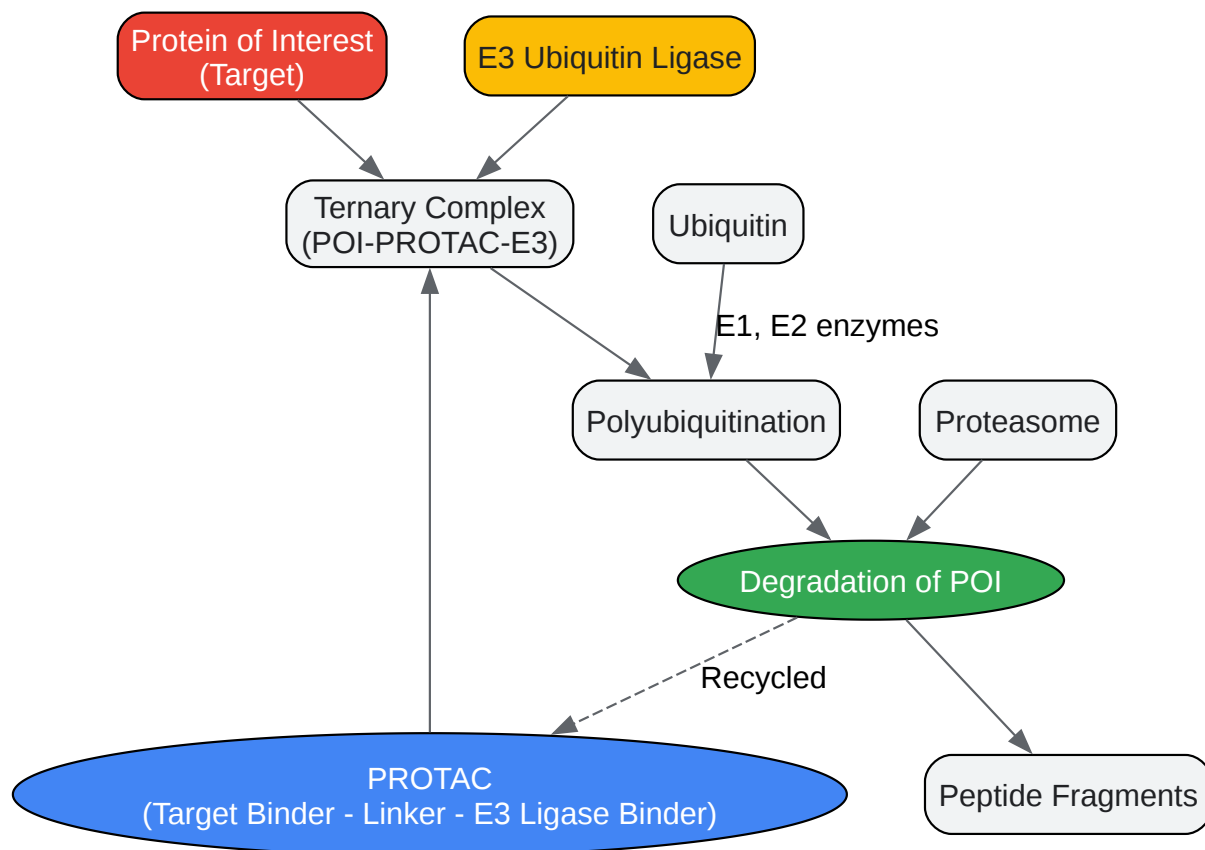 Protein of Interest
(Target)
E3 Ubiquitin Ligase
Ternary Complex
(POI-PROTAC-E3)
Ubiquitin
E1, E2 enzymes
Polyubiquitination
Proteasome
Degradation of POI
Recycled
PROTAC
(Target Binder - Linker - E3 Ligase Binder)
Peptide Fragments